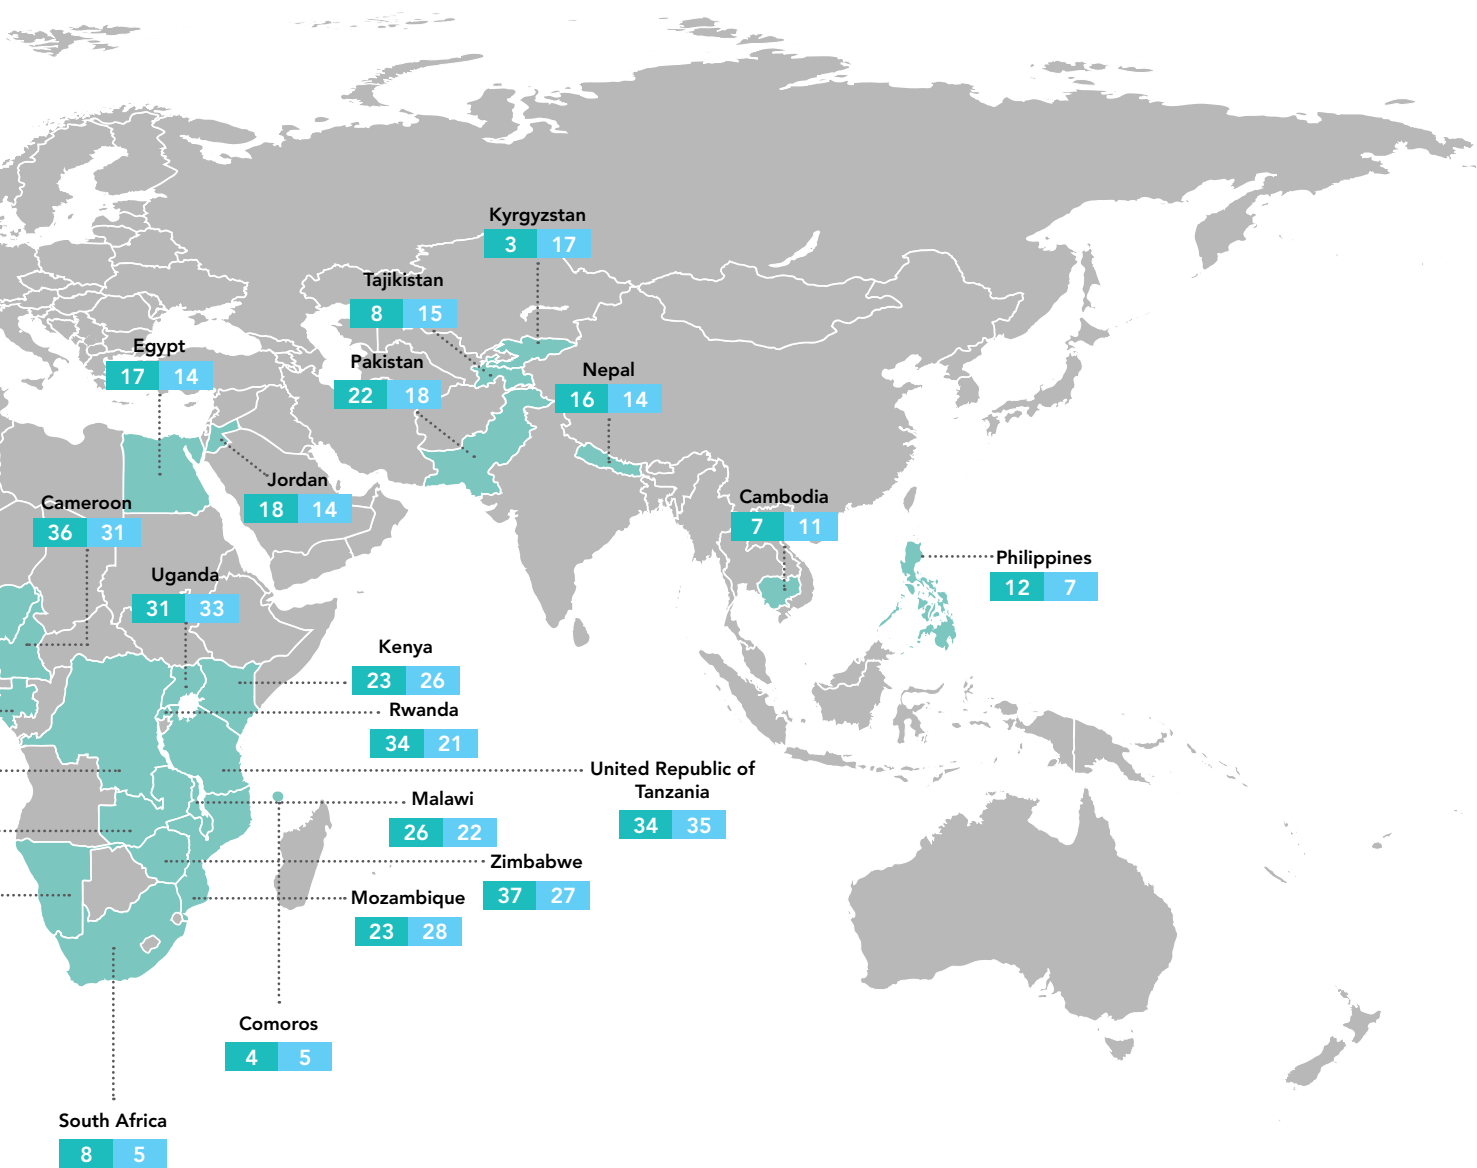 Kyrgyzstan
3 17
Tajikistan
8 15
Egypt
17 14
Pakistan
22 18
Nepal
16 14
Jordan
18 14
Cameroon
36 31
Cambodia
7 11
Philippines
12 7
Uganda
31 33
Kenya
23 26
Rwanda
34 21
United Republic of
Tanzania
34 35
Malawi
26 22
Zimbabwe
37 27
Mozambique
23 28
Comoros
4 5
South Africa
8 5